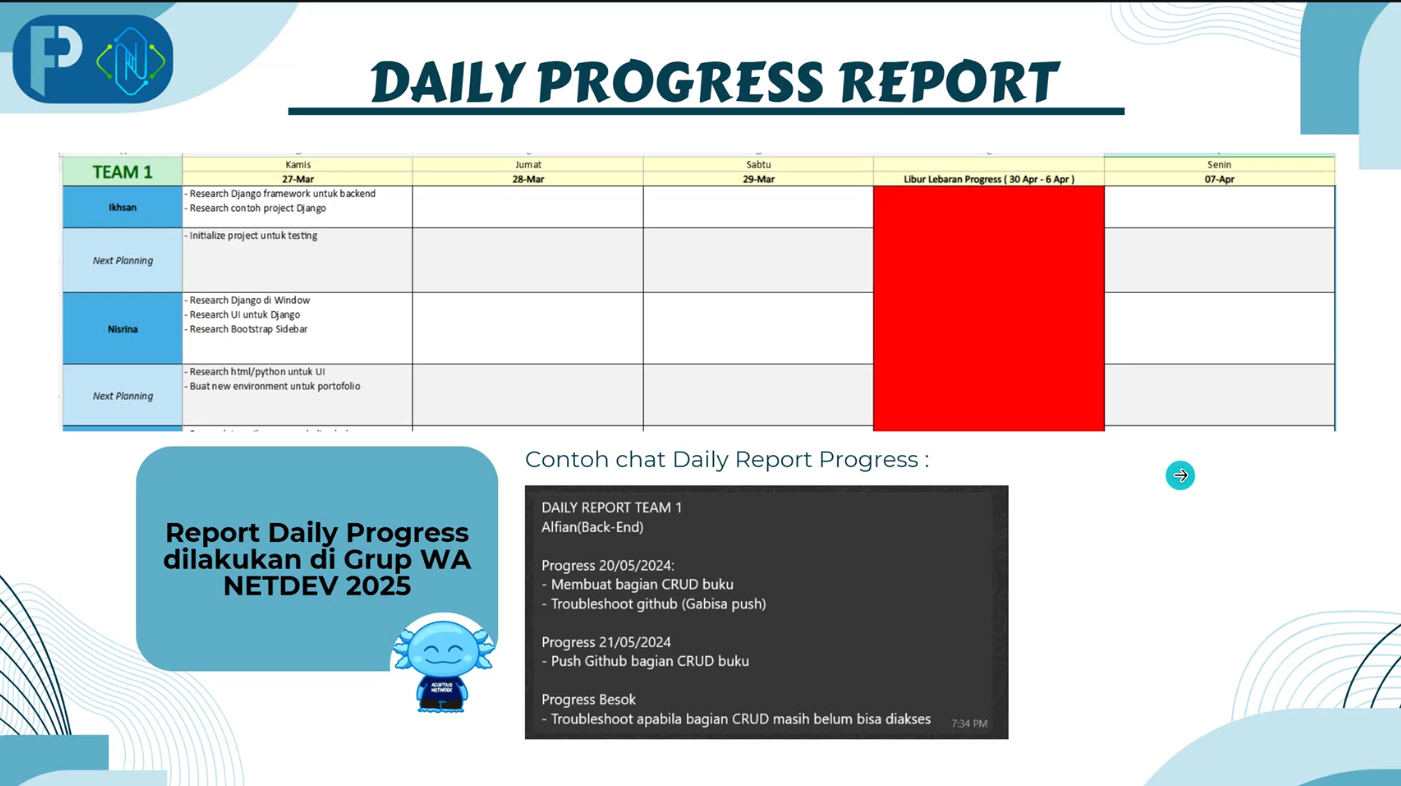 DAILY PROGRESS REPORT
TEAM 1
Kamis
Jumat
Sabtu
Senin
27-Mar
28-Mar
29-Mar
Libur Lebaran Progress ( 30 Apr - 6 Apr )
07-Apr
Ikhsan
- Research Django framework untuk backend
- Research contoh project Django
Next Planning
- Initialize project untuk testing
Nisrina
- Research Django di Window
- Research UI untuk Django
- Research Bootstrap Sidebar
Next Planning
- Research html/python untuk UI
- Buat new environment untuk portofolio
Report Daily Progress
dilakukan di Grup WA
NETDEV 2025
ADAPTIVE
NETWORK
Contoh chat Daily Report Progress :
DAILY REPORT TEAM 1
Alfian(Back-End)
Progress 20/05/2024:
- Membuat bagian CRUD buku
- Troubleshoot github (Gabisa push)
Progress 21/05/2024
- Push Github bagian CRUD buku
Progress Besok
- Troubleshoot apabila bagian CRUD masih belum bisa diakses
7:34 PM